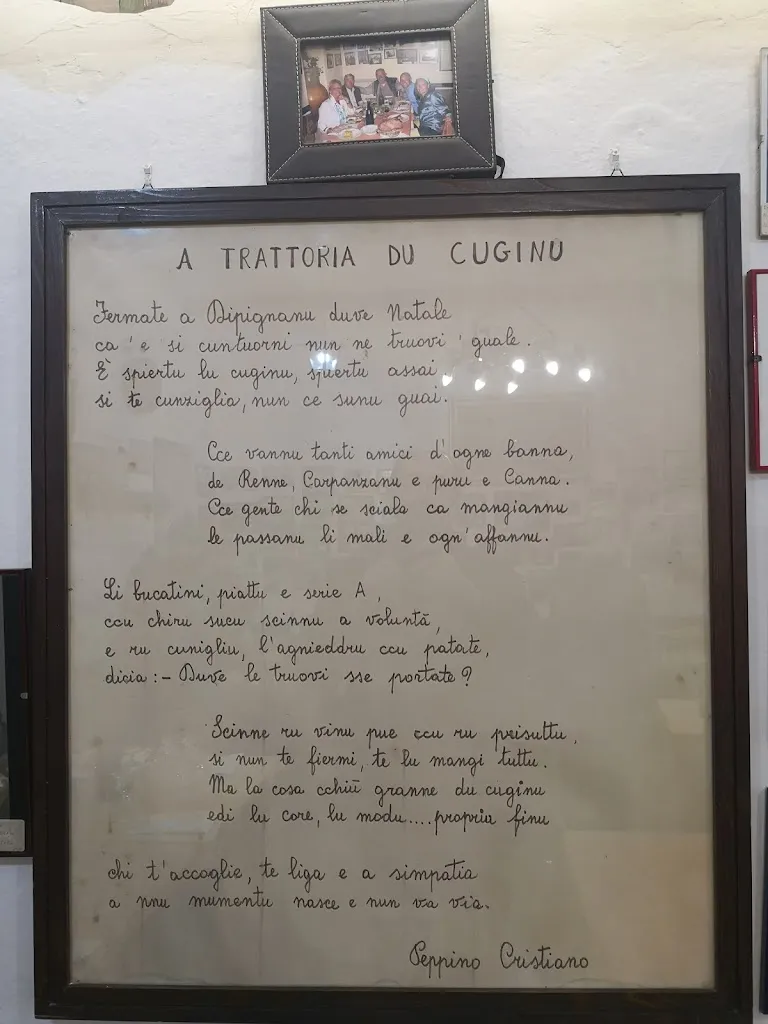 A TRATTORIA DU CUGINU
Fermate a Dipignanu duve Natale
ca 'e si cuntuorni nun ne truovi 'guale.
È spiertu lu cuginu, spiertu assai,
si te cunziglia, nun ce sunu guai.
Cce vannu tanti amici d'ogne banna,
de Renne, Carpanzanu e puru e Canna.
Cce gente chi se sciala ca mangiannu
le passanu li mali e ogn'affannu.
Li bucatini, piattu e serie A,
ccu chiru sucu scinnu a voluntà,
e ru cunigliu, l'agnieddru ccu patate,
dicia :- Duve le truovi sse portate?
Scinne ru vinu pue ccu ru prisuttu,
si nun te fiermi, te lu mangi tuttu.
Ma la cosa cchiù granne du cuginu
edi lu core, lu modu....propriu finu
chi t'accoglie, te liga e a simpatia
a nnu mumentu nasce e nun va via.
Peppino Cristiano